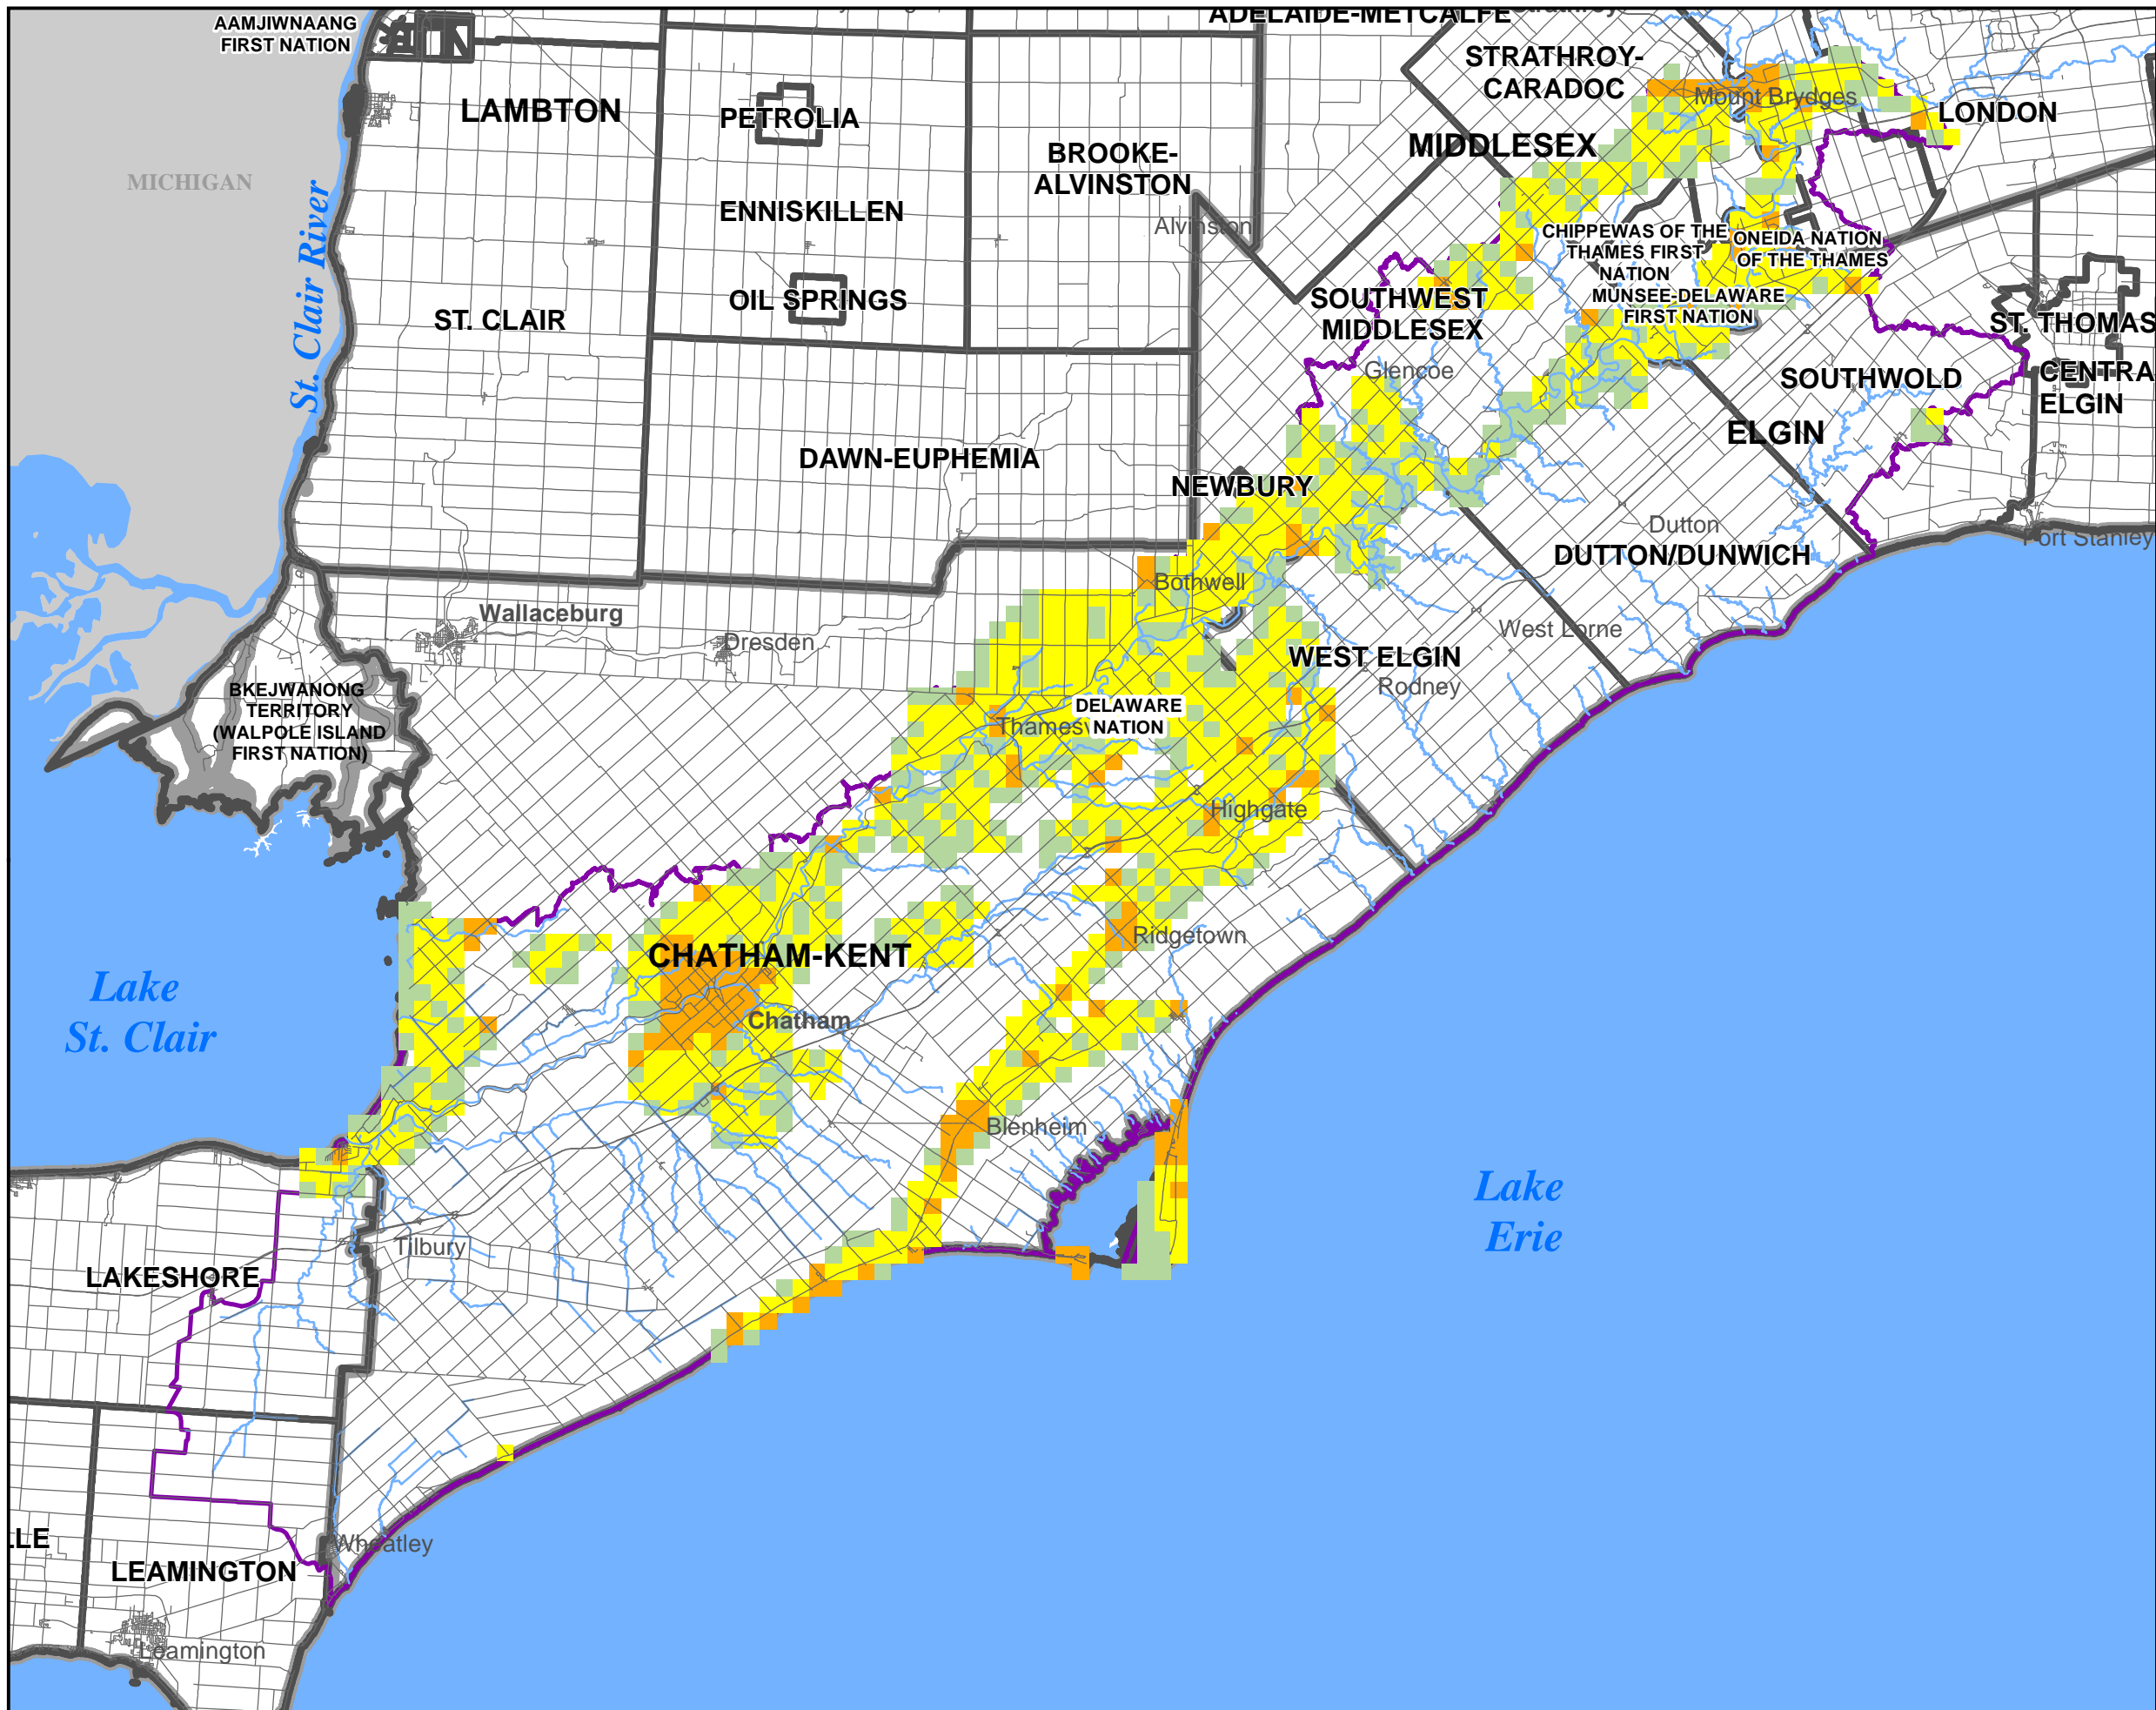 AAMJIWNAANG
FIRST NATION
ADELAIDE-METCALFE
STRATHROY-
CARADOC
Mount Brydges
LONDON
LAMBTON
PETROLIA
MIDDLESEX
BROOKE-
ALVINSTON
MICHIGAN
ENNISKILLEN
Alvinston
St. Clair River
CHIPPEWAS OF THE
THAMES FIRST
NATION
ONEIDA NATION
OF THE THAMES
MUNSEE-DELAWARE
FIRST NATION
OIL SPRINGS
ST. CLAIR
SOUTHWEST
MIDDLESEX
ST. THOMAS
Glencoe
SOUTHWOLD
CENTRA
ELGIN
ELGIN
DAWN-EUPHEMIA
NEWBURY
Dutton
DUTTON/DUNWICH
Port Stanley
Bothwell
Wallaceburg
Dresden
West Lorne
WEST ELGIN
Rodney
BKEJWANONG
TERRITORY
(WALPOLE ISLAND
FIRST NATION)
DELAWARE
NATION
Thamesv
Highgate
Ridgetown
CHATHAM-KENT
Lake
St. Clair
Chatham
Blenheim
Lake
Erie
Tilbury
LAKESHORE
LLE
Wheatley
LEAMINGTON
Leamington